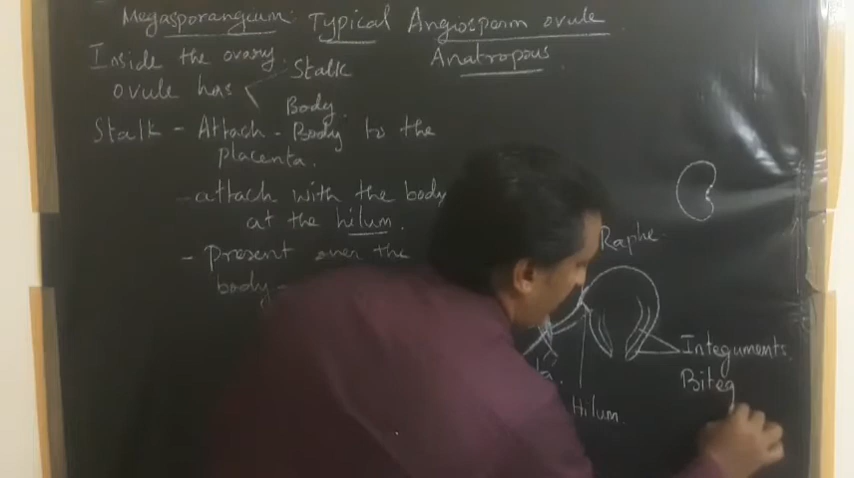 Megasporangium: Typical Angiosperm ovule
Anatropous
Inside the ovary
ovule has
Stalk
Body
Stalk - Attach - Body to the
placenta.
- attach with the body
at the hilum.
- Present over the
body -
Raphe
Integuments
Biteg
Hilum